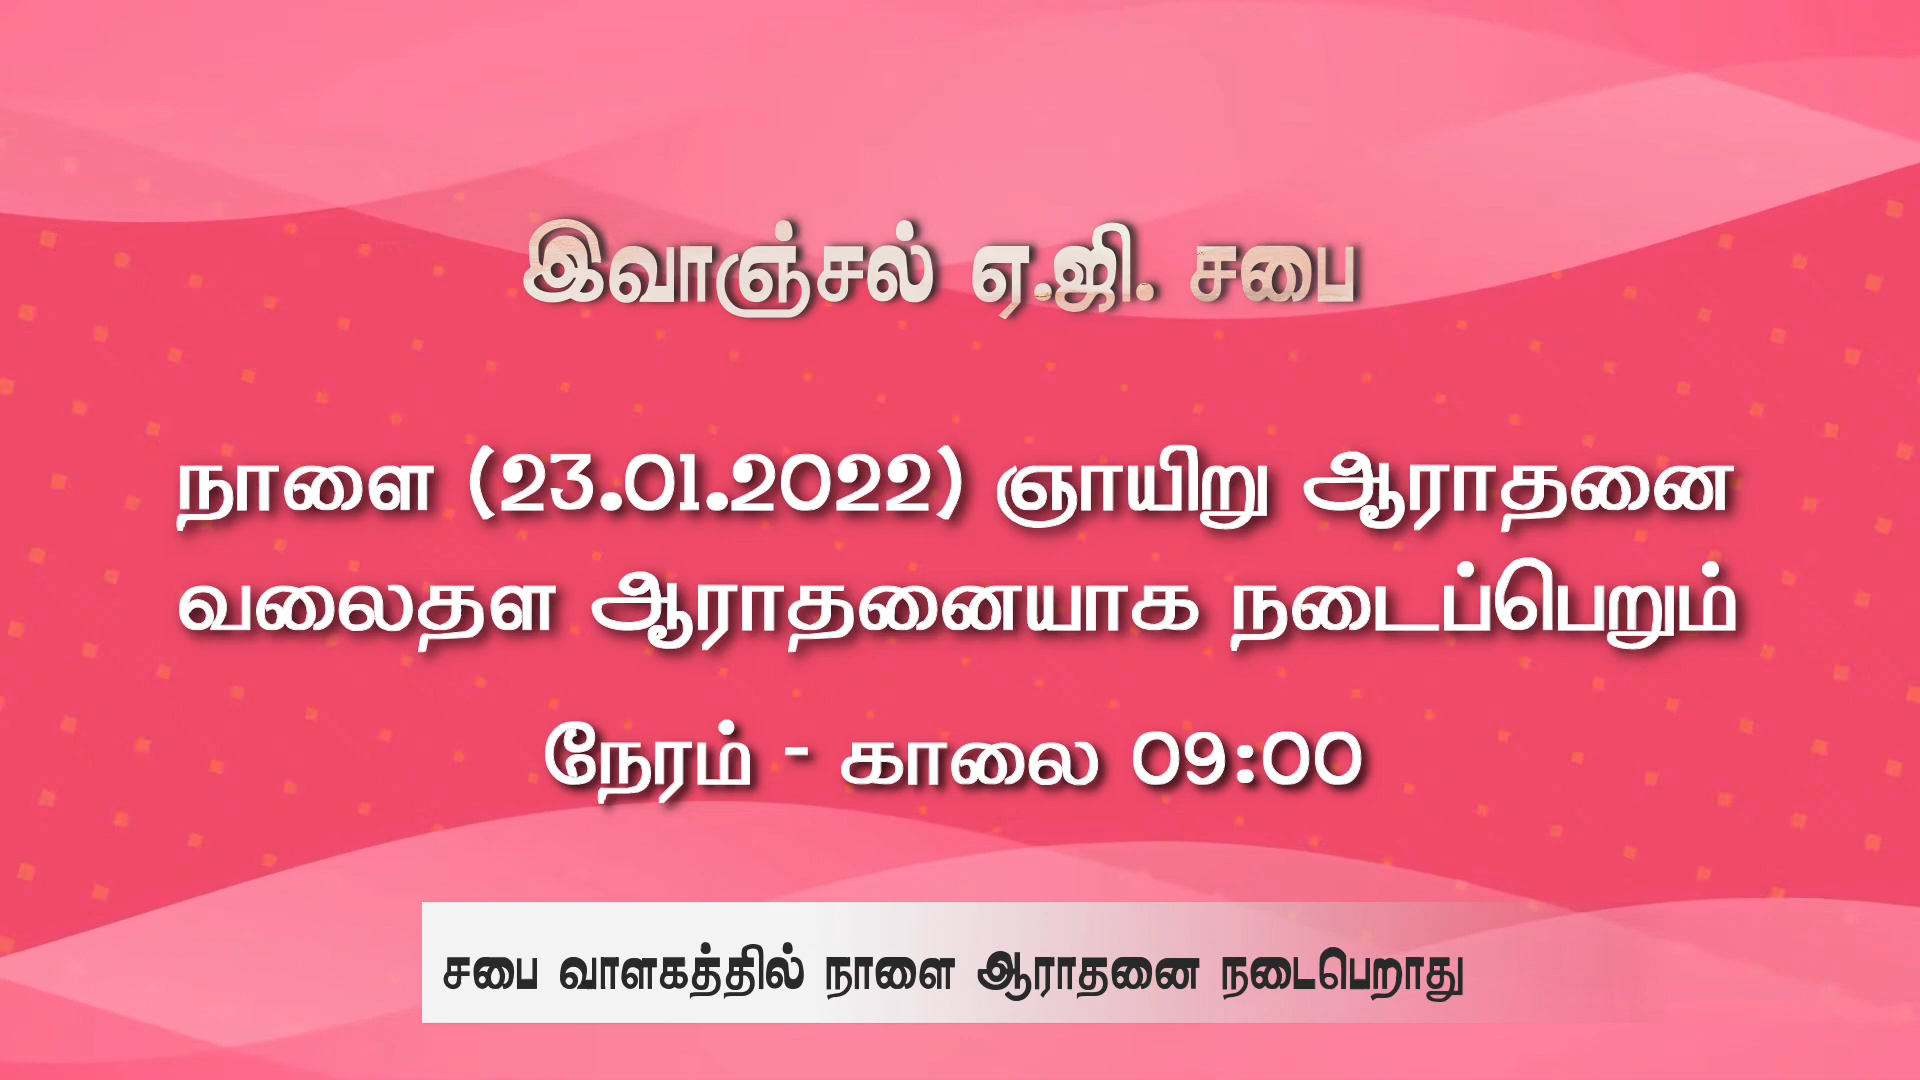 இவாஞ்சல் ஏ.ஜி. சபை
நாளை (23.01.2022) ஞாயிறு ஆராதனை
வலைதள ஆராதனையாக நடைப்பெறும்
நேரம் - காலை 09:00
சபை வாளகத்தில் நாளை ஆராதனை நடைபெறாது